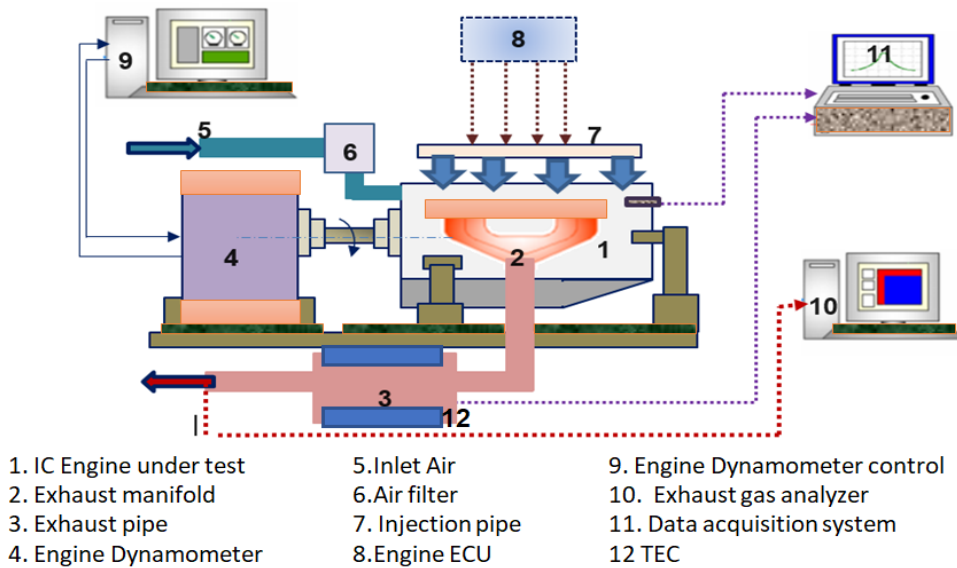 8
9
11
5
6
7
4
2
1
10
3
12
1. IC Engine under test
2. Exhaust manifold
3. Exhaust pipe
4. Engine Dynamometer
5.Inlet Air
6.Air filter
7. Injection pipe
8.Engine ECU
9. Engine Dynamometer control
10. Exhaust gas analyzer
11. Data acquisition system
12 TEC